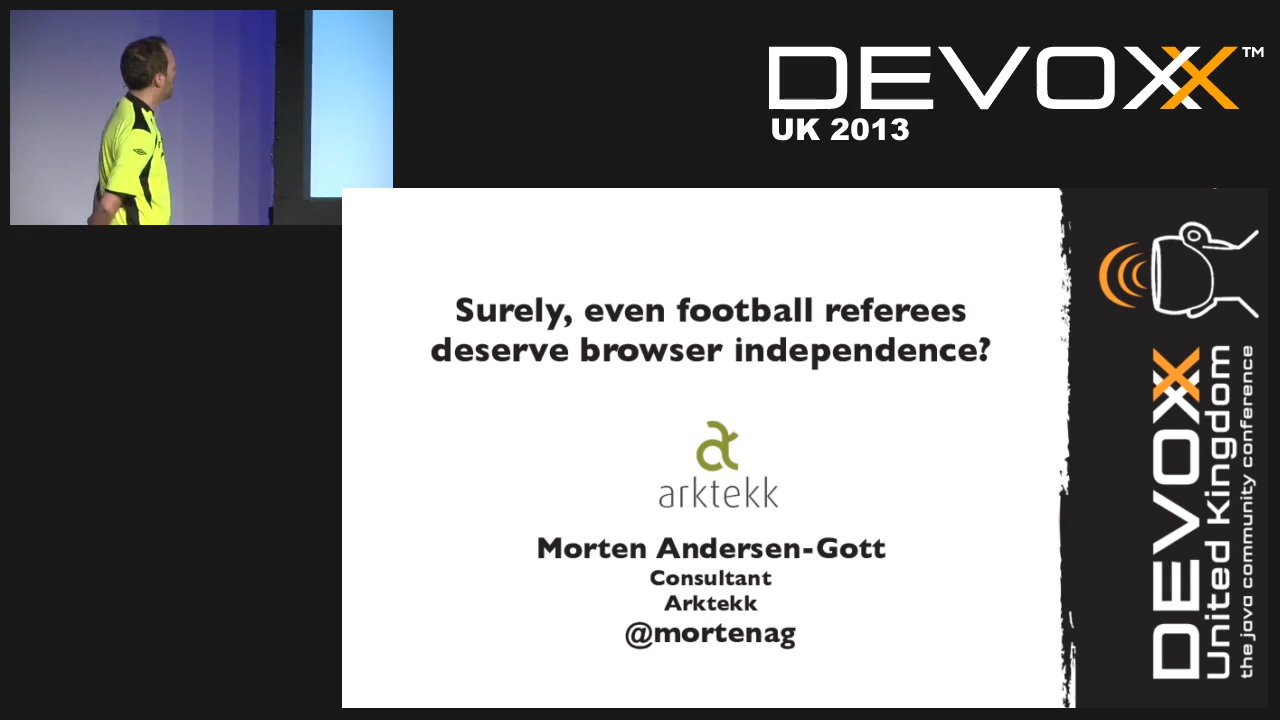 DEVOXX™
UK 2013
Surely, even football referees
deserve browser independence?
arktekk
Morten Andersen-Gott
Consultant
Arktekk
@mortenag
DEVOXX
United Kingdom
the java community conference